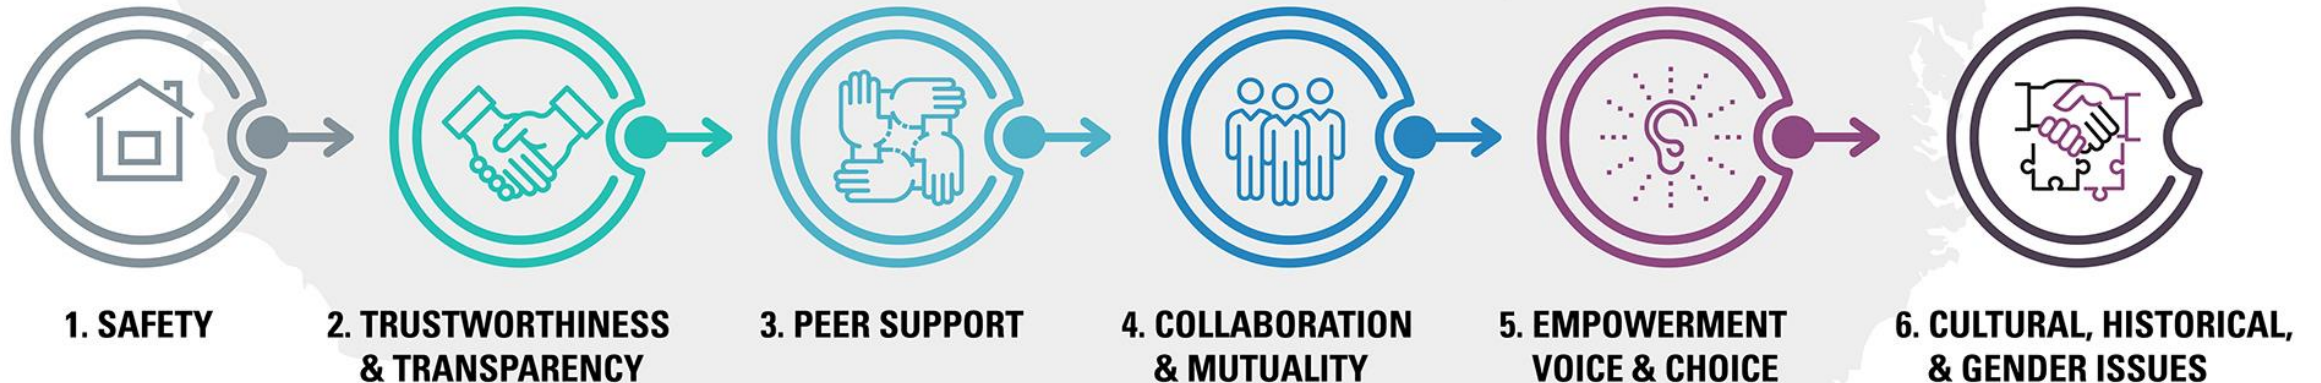 1. SAFETY
2. TRUSTWORTHINESS
& TRANSPARENCY
3. PEER SUPPORT
4. COLLABORATION
& MUTUALITY
5. EMPOWERMENT
VOICE & CHOICE
6. CULTURAL, HISTORICAL,
& GENDER ISSUES